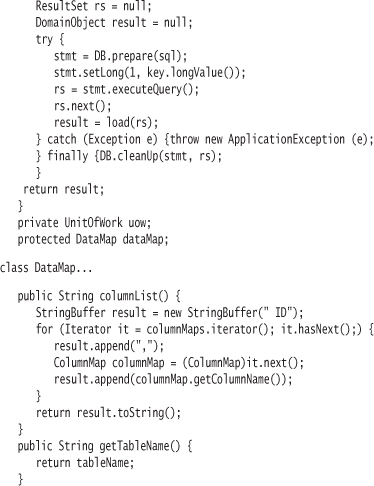 ResultSet rs = null;
DomainObject result = null;
try {
stmt = DB.prepare(sql);
stmt.setLong(1, key.longValue());
rs = stmt.executeQuery();
rs.next();
result = load(rs);
} catch (Exception e) {throw new ApplicationException (e);
} finally {DB.cleanUp(stmt, rs);
}
return result;
}
private UnitOfWork uow;
protected DataMap dataMap;
class DataMap...
public String columnList() {
StringBuffer result = new StringBuffer(" ID");
for (Iterator it = columnMaps.iterator(); it.hasNext();) {
result.append(",");
ColumnMap columnMap = (ColumnMap)it.next();
result.append(columnMap.getColumnName());
}
return result.toString();
}
public String getTableName() {
return tableName;
}